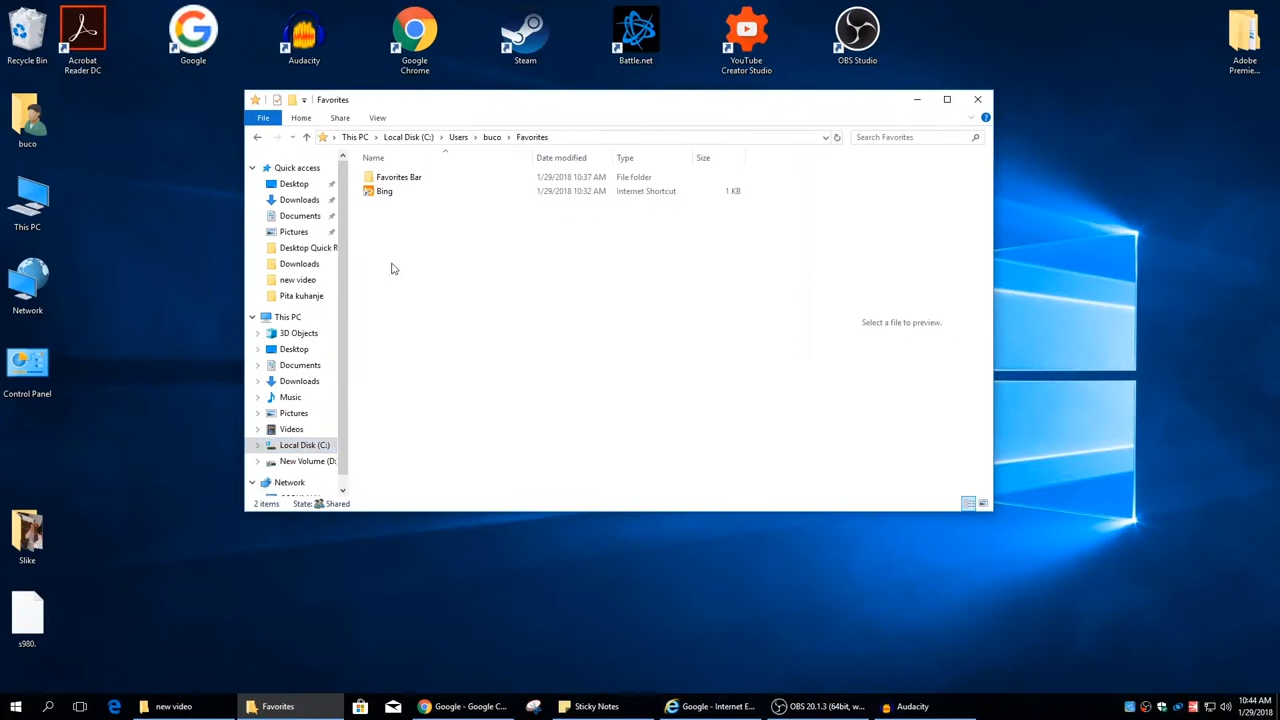 Recycle Bin
Acrobat
Reader DC
Google
Audacity
Google
Chrome
Steam
Battle.net
YouTube
Creator Studio
OBS Studio
Adobe
Premie...
buco
This PC
Network
Control Panel
Slike
s980.
Favorites
File Home Share View
This PC > Local Disk (C:) > Users > buco > Favorites
Search Favorites
Name Date modified Type Size
Favorites Bar 1/29/2018 10:37 AM File folder
Bing 1/29/2018 10:32 AM Internet Shortcut 1 KB
Quick access
Desktop
Downloads
Documents
Pictures
Desktop Quick R
Downloads
new video
Pita kuhanje
This PC
3D Objects
Desktop
Documents
Downloads
Music
Pictures
Videos
Local Disk (C:)
New Volume (D:
Network
Select a file to preview.
2 items State: Shared
new video
Favorites
Google - Google C...
Sticky Notes
Google - Internet E...
OBS 20.1.3 (64bit, w...
Audacity
10:44 AM
1/29/2018